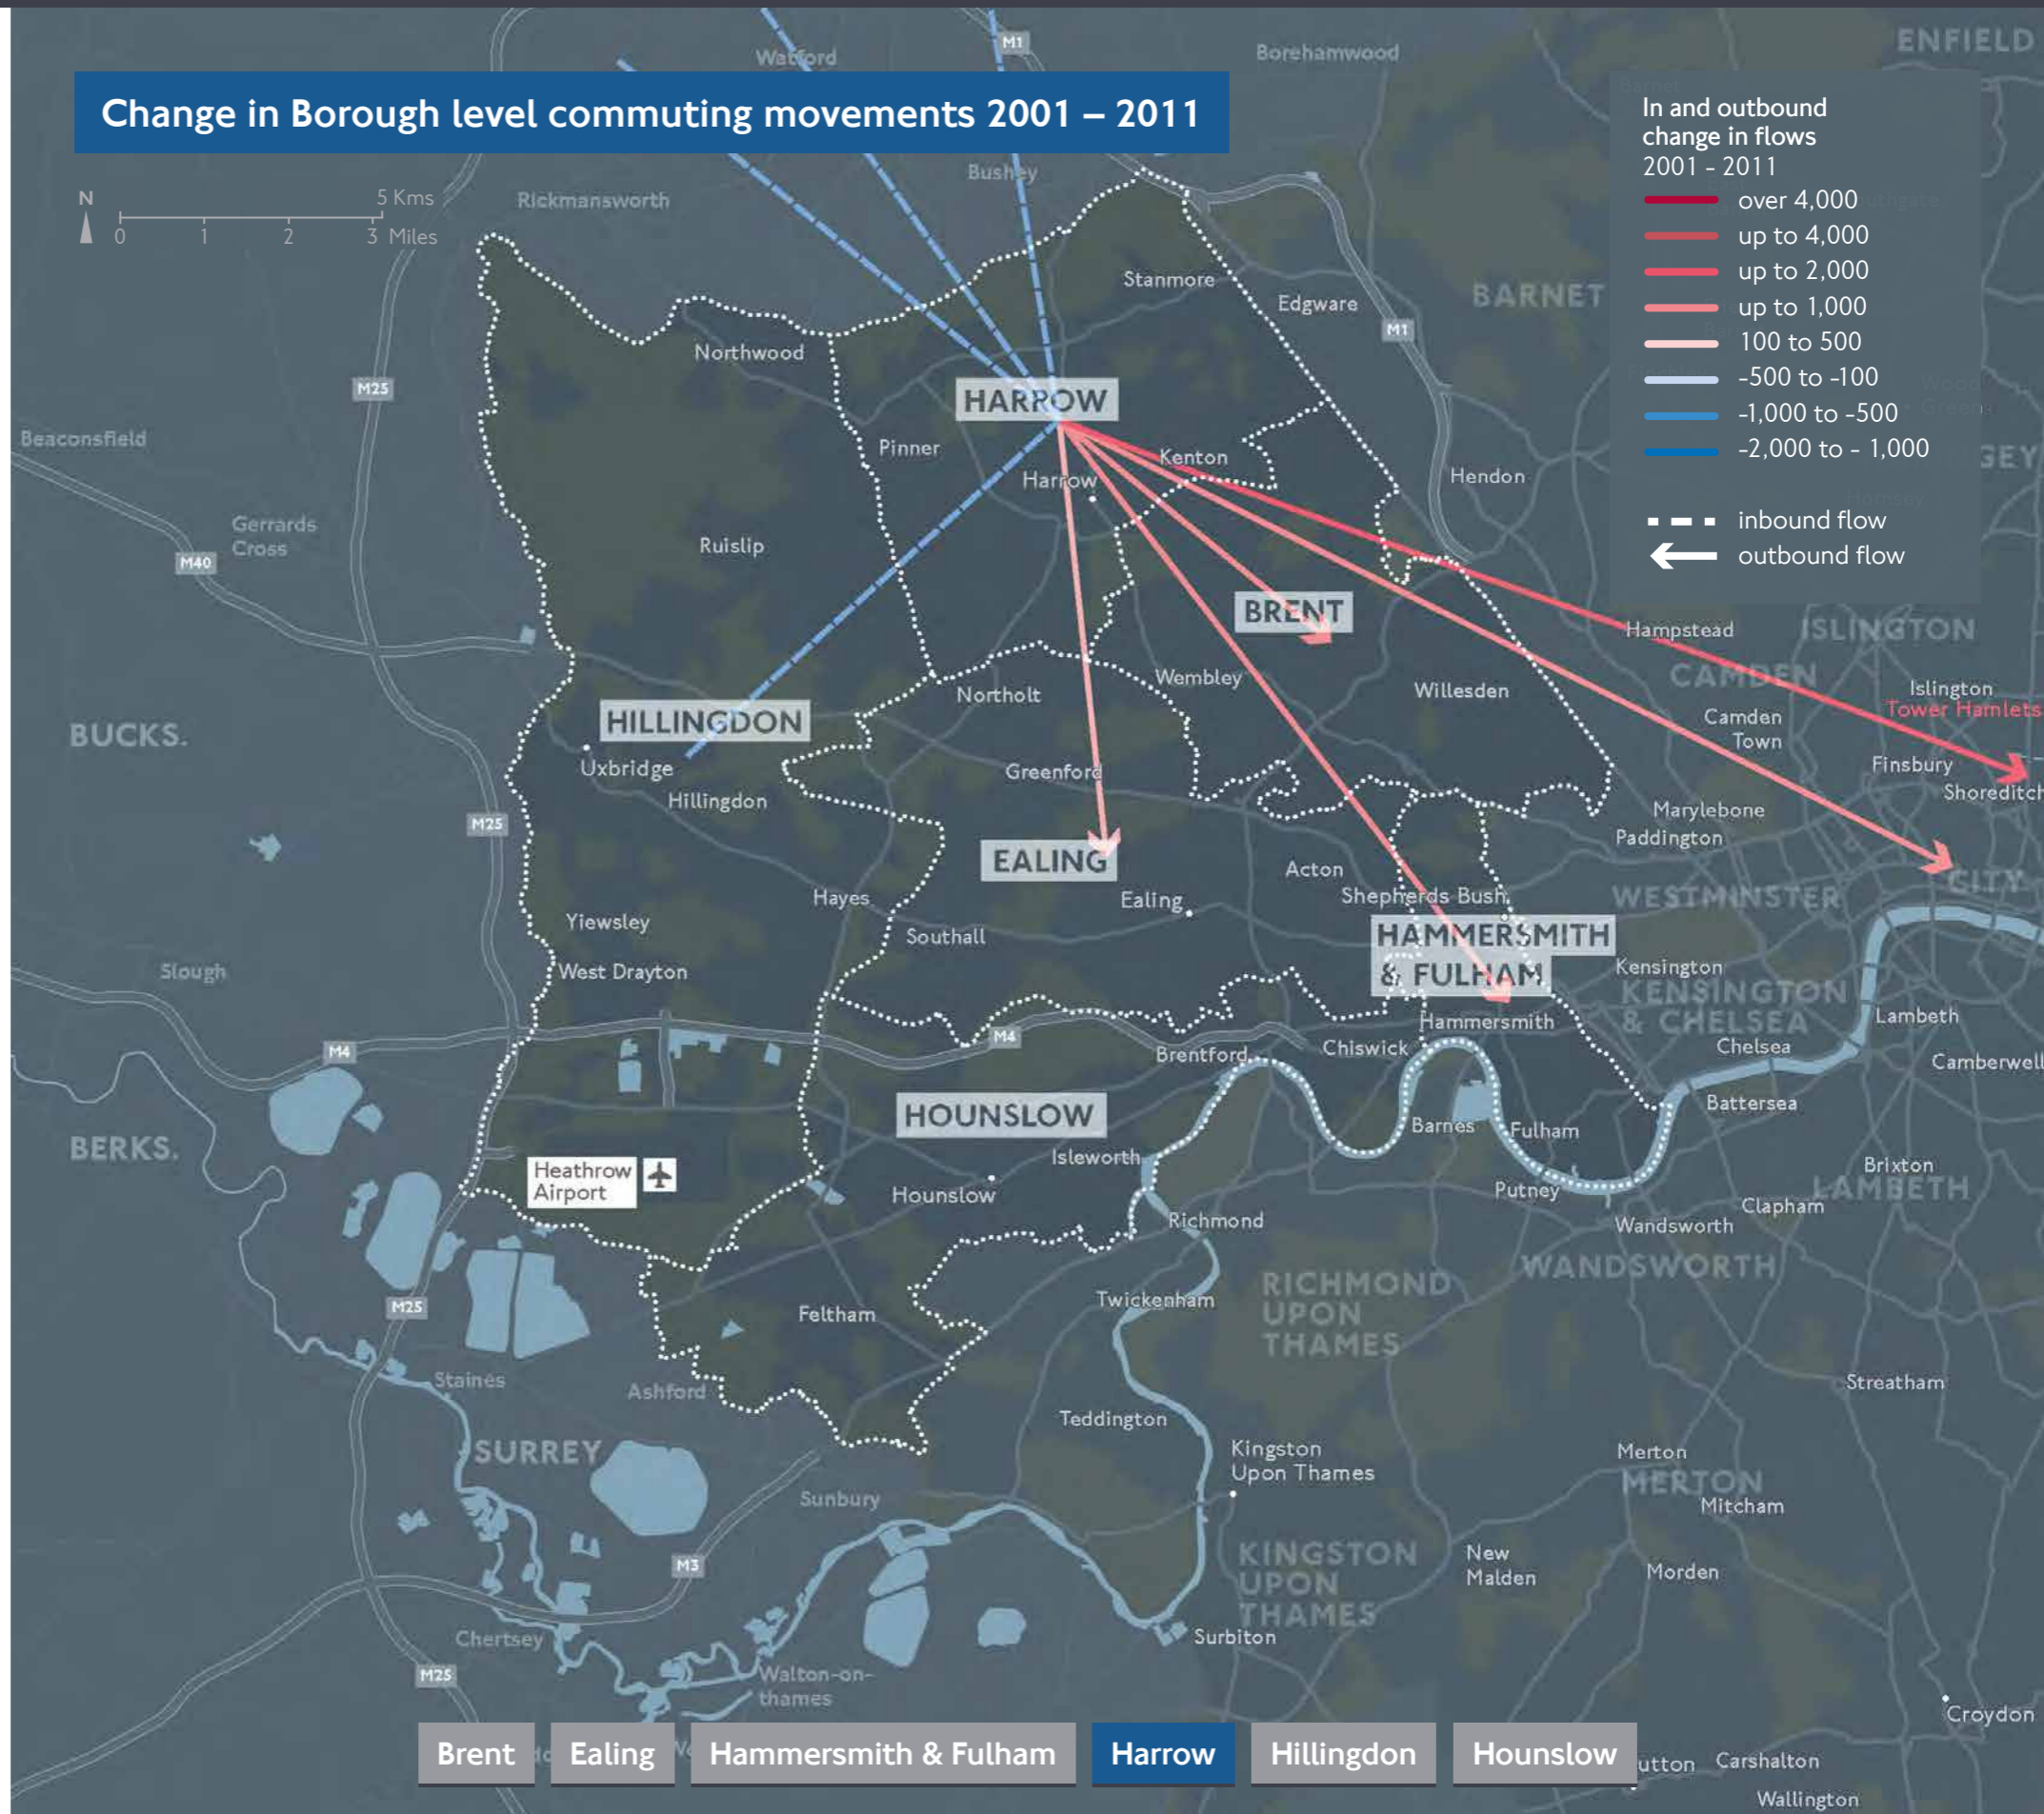 Watford
M1
Borehamwood
ENFIELD
Change in Borough level commuting movements 2001 – 2011
In and outbound
change in flows
2001 - 2011
over 4,000
up to 4,000
up to 2,000
up to 1,000
100 to 500
-500 to -100
-1,000 to -500
-2,000 to - 1,000
inbound flow
outbound flow
N
5 Kms
0 1 2 3 Miles
Rickmansworth
Bushey
Stanmore
Edgware
BARNET
M1
Northwood
M25
HARROW
Beaconsfield
Pinner
Kenton
Harrow
Hendon
GEY
Gerrards
Cross
M40
Ruislip
BRENT
Hampstead
ISLINGTON
CAMDEN
Wembley
Willesden
Northolt
Islington
Tower Hamlets
HILLINGDON
BUCKS.
Camden
Town
Uxbridge
Greenford
Finsbury
Shoreditch
Hillingdon
M25
Marylebone
Paddington
EALING
Acton
CITY
Hayes
Ealing
Shepherds Bush
WESTMINSTER
Yiewsley
Southall
HAMMERSMITH
& FULHAM
Slough
West Drayton
Kensington
KENSINGTON
& CHELSEA
Lambeth
Hammersmith
M4
M4
Brentford
Chiswick
Chelsea
Camberwell
HOUNSLOW
Battersea
Barnes
Fulham
BERKS.
Isleworth
Heathrow
Airport
Hounslow
Brixton
LAMBETH
Putney
Clapham
Richmond
Wandsworth
WANDSWORTH
M25
Feltham
Twickenham
RICHMOND
UPON
THAMES
Staines
Ashford
Streatham
Teddington
SURREY
Kingston
Upon Thames
Merton
MERTON
Mitcham
Sunbury
M3
KINGSTON
UPON
THAMES
New
Malden
Morden
Chertsey
Surbiton
M25
Walton-on-
thames
Croydon
Brent
Ealing
Hammersmith & Fulham
Harrow
Hillingdon
Hounslow
utton
Carshalton
Wallington